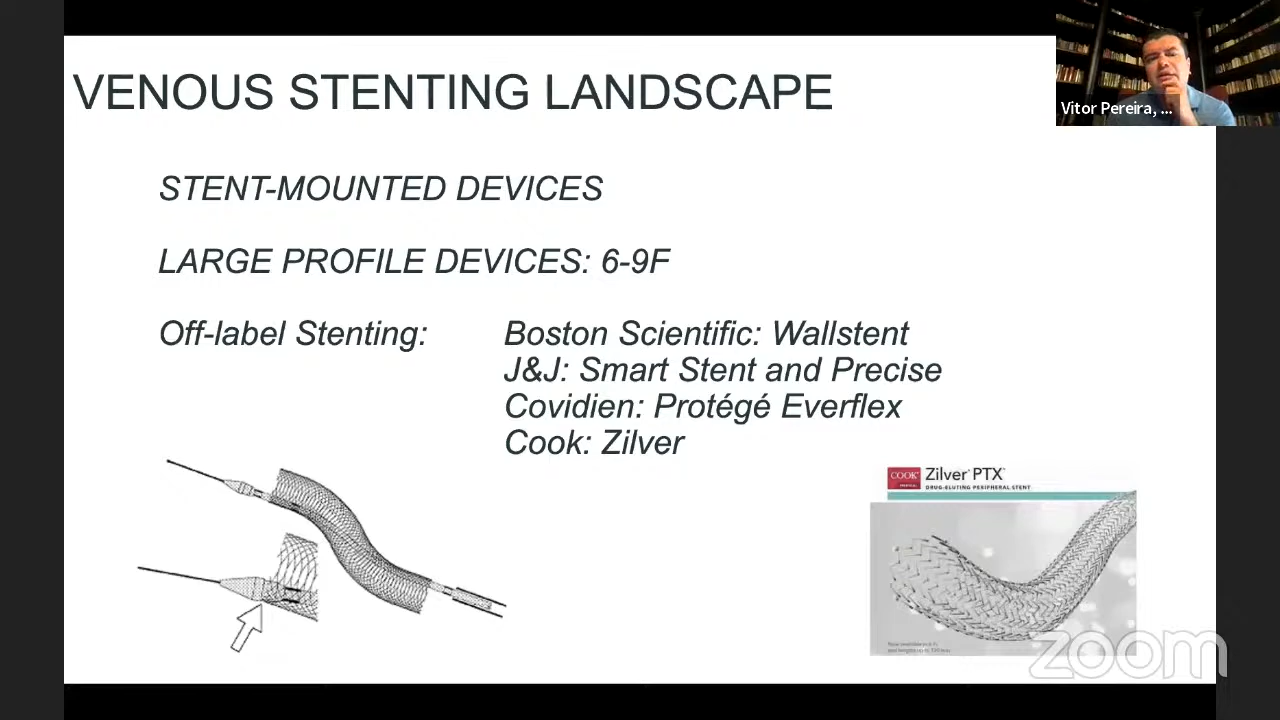 VENOUS STENTING LANDSCAPE
Vitor Pereira, ...
STENT-MOUNTED DEVICES
LARGE PROFILE DEVICES: 6-9F
Off-label Stenting: Boston Scientific: Wallstent
J&J: Smart Stent and Precise
Covidien: Protégé Everflex
Cook: Zilver
COOK Zilver® PTX®
DRUG-ELUTING PERIPHERAL STENT
zoom